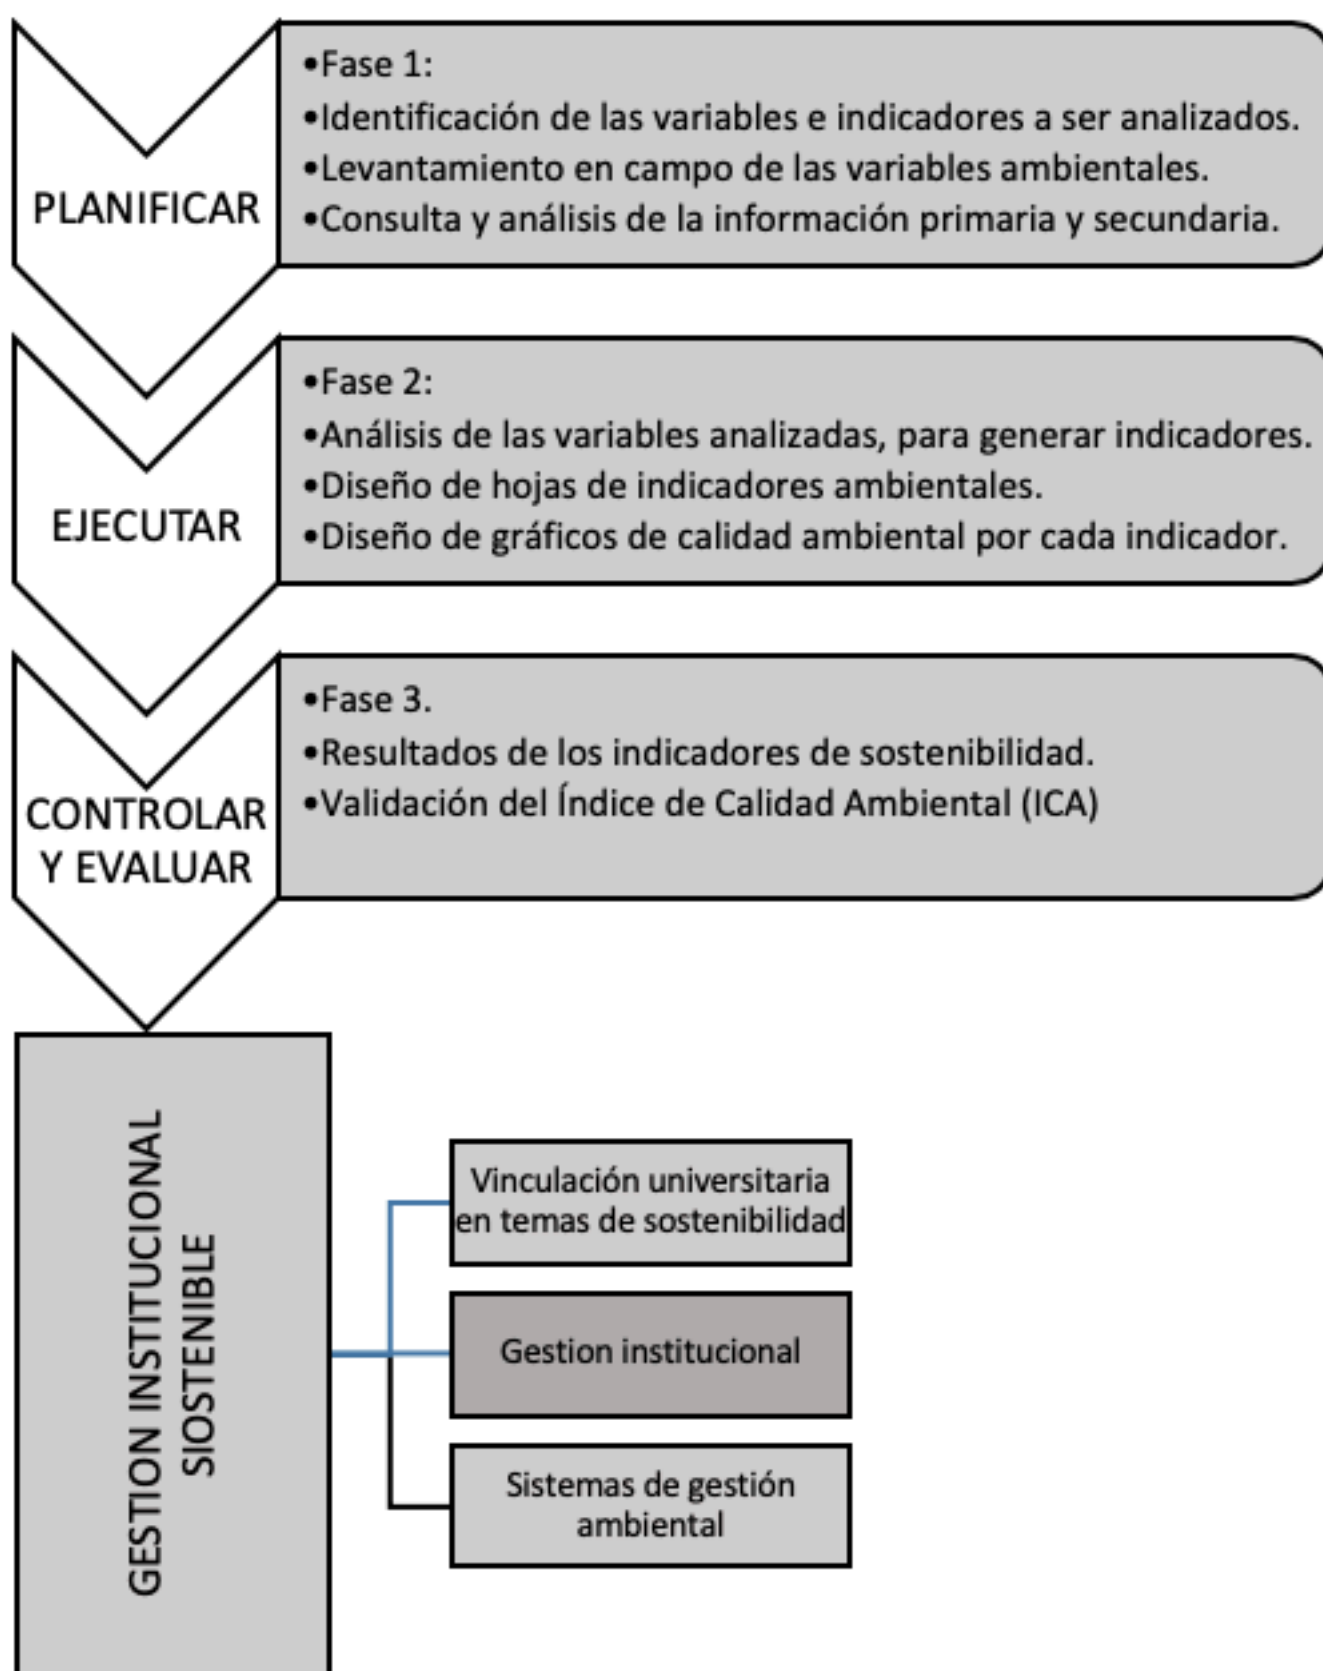 PLANIFICAR
•Fase 1:
•Identificación de las variables e indicadores a ser analizados.
•Levantamiento en campo de las variables ambientales.
•Consulta y análisis de la información primaria y secundaria.
EJECUTAR
•Fase 2:
•Análisis de las variables analizadas, para generar indicadores.
•Diseño de hojas de indicadores ambientales.
•Diseño de gráficos de calidad ambiental por cada indicador.
CONTROLAR
Y EVALUAR
•Fase 3.
•Resultados de los indicadores de sostenibilidad.
•Validación del Índice de Calidad Ambiental (ICA)
GESTION INSTITUCIONAL
SIOSTENIBLE
Vinculación universitaria
en temas de sostenibilidad
Gestion institucional
Sistemas de gestión
ambiental